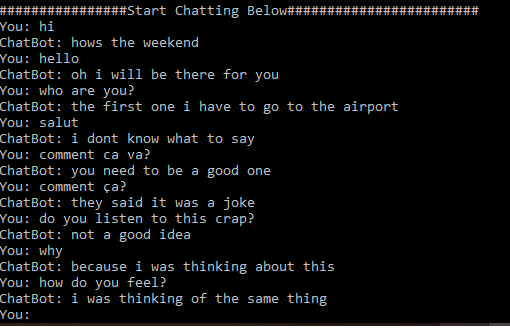 ################Start Chatting Below########################
You: hi
ChatBot: hows the weekend
You: hello
ChatBot: oh i will be there for you
You: who are you?
ChatBot: the first one i have to go to the airport
You: salut
ChatBot: i dont know what to say
You: comment ca va?
ChatBot: you need to be a good one
You: comment ça?
ChatBot: they said it was a joke
You: do you listen to this crap?
ChatBot: not a good idea
You: why
ChatBot: because i was thinking about this
You: how do you feel?
ChatBot: i was thinking of the same thing
You: